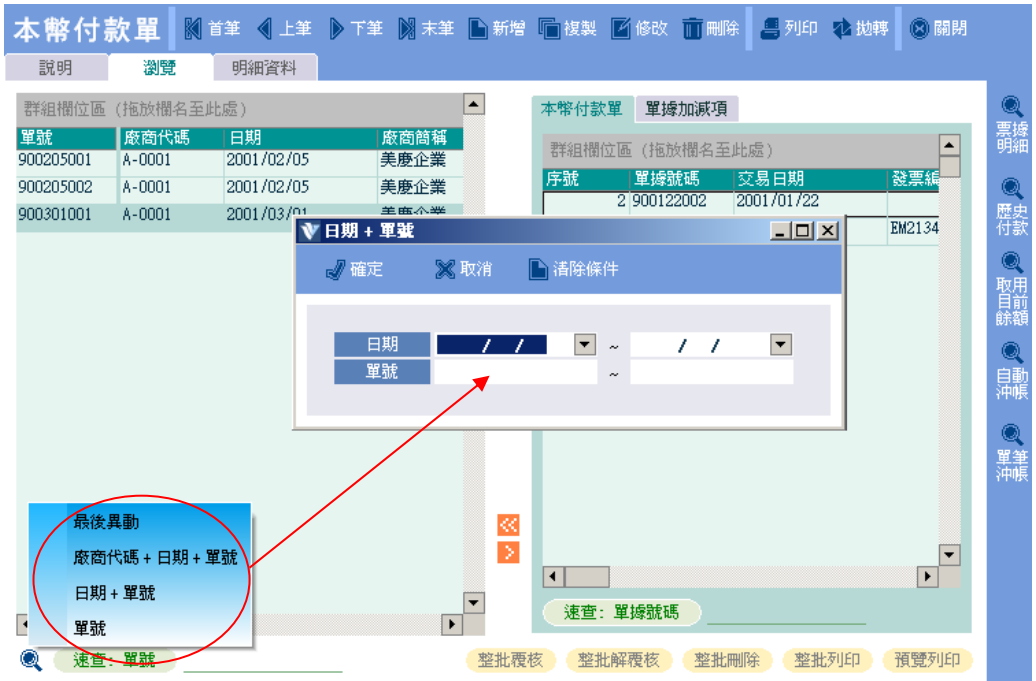 本幣付款單 首筆 上筆 下筆 末筆 新增 複製 修改 刪除 列印 拋轉 關閉
說明 瀏覽 明細資料
群組欄位區 (拖放欄名至此處)
單號 廠商代碼 日期 廠商簡稱
900205001 A-0001 2001/02/05 美慶企業
900205002 A-0001 2001/02/05 美慶企業
900301001 A-0001 2001/03/01 美慶企業
本幣付款單 單據加減項
群組欄位區 (拖放欄名至此處)
序號 單據號碼 交易日期 發票編
2 900122002 2001/01/22
EM2134
日期 + 單號
確定 取消 清除條件
日期 / / ~ / /
單號 ~
最後異動
廠商代碼 + 日期 + 單號
日期 + 單號
單號
速查: 單號
速查: 單據號碼
整批覆核 整批解覆核 整批刪除 整批列印 預覽列印
票據
明細
歷史
付款
取用
目前
餘額
自動
沖帳
單筆
沖帳